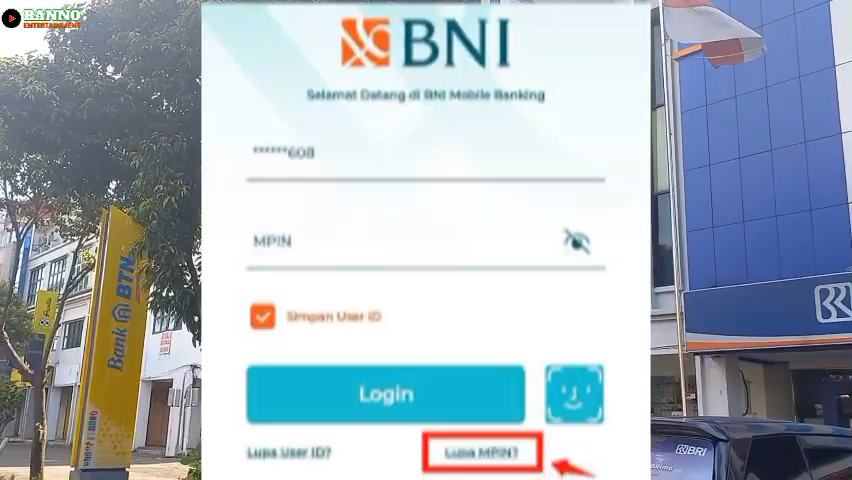 BANNO
ENTERTAINMENT
BNI
Selamat Datang di BNI Mobile Banking
******608
MPIN
Simpan User ID
Login
Lupa User ID?
Lupa MPIN?
Bank BTN
BRI